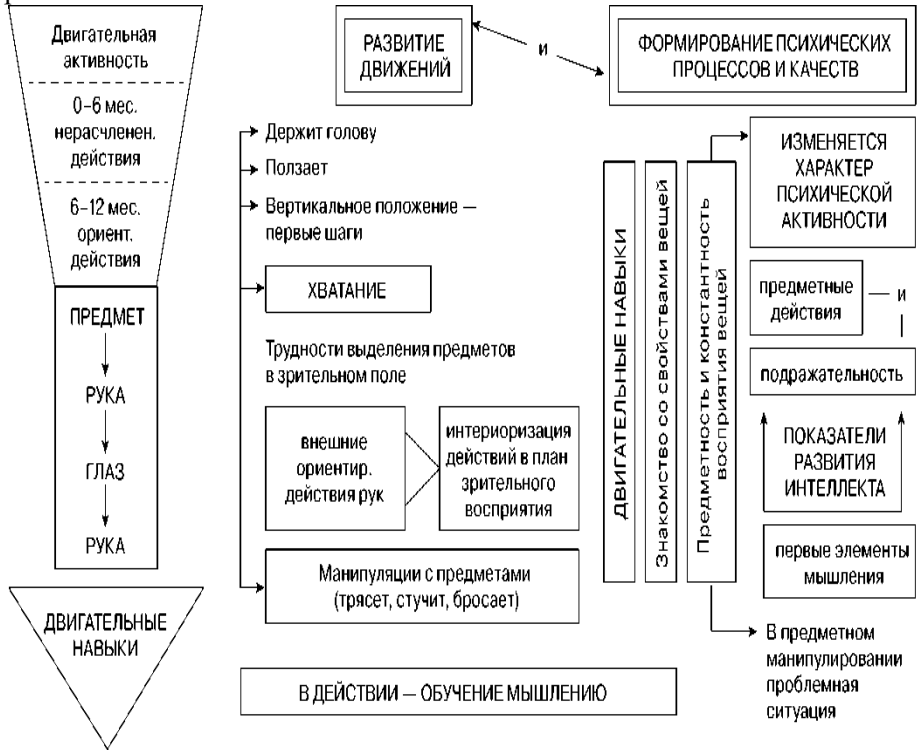 Двигательная
активность
0–6 мес.
нерасчленен.
действия
6–12 мес.
ориент.
действия
ПРЕДМЕТ
РУКА
ГЛАЗ
РУКА
ДВИГАТЕЛЬНЫЕ
НАВЫКИ
РАЗВИТИЕ
ДВИЖЕНИЙ
и
ФОРМИРОВАНИЕ ПСИХИЧЕСКИХ
ПРОЦЕССОВ И КАЧЕСТВ
Держит голову
Ползает
Вертикальное положение —
первые шаги
ХВАТАНИЕ
Трудности выделения предметов
в зрительном поле
внешние
ориентир.
действия рук
интериоризация
действий в план
зрительного
восприятия
Манипуляции с предметами
(трясет, стучит, бросает)
В ДЕЙСТВИИ — ОБУЧЕНИЕ МЫШЛЕНИЮ
ДВИГАТЕЛЬНЫЕ НАВЫКИ
Знакомство со свойствами вещей
Предметность и константность
восприятия вещей
ИЗМЕНЯЕТСЯ
ХАРАКТЕР
ПСИХИЧЕСКОЙ
АКТИВНОСТИ
предметные
действия
— и
подражательность
ПОКАЗАТЕЛИ
РАЗВИТИЯ
ИНТЕЛЛЕКТА
первые элементы
мышления
В предметном
манипулировании
проблемная
ситуация